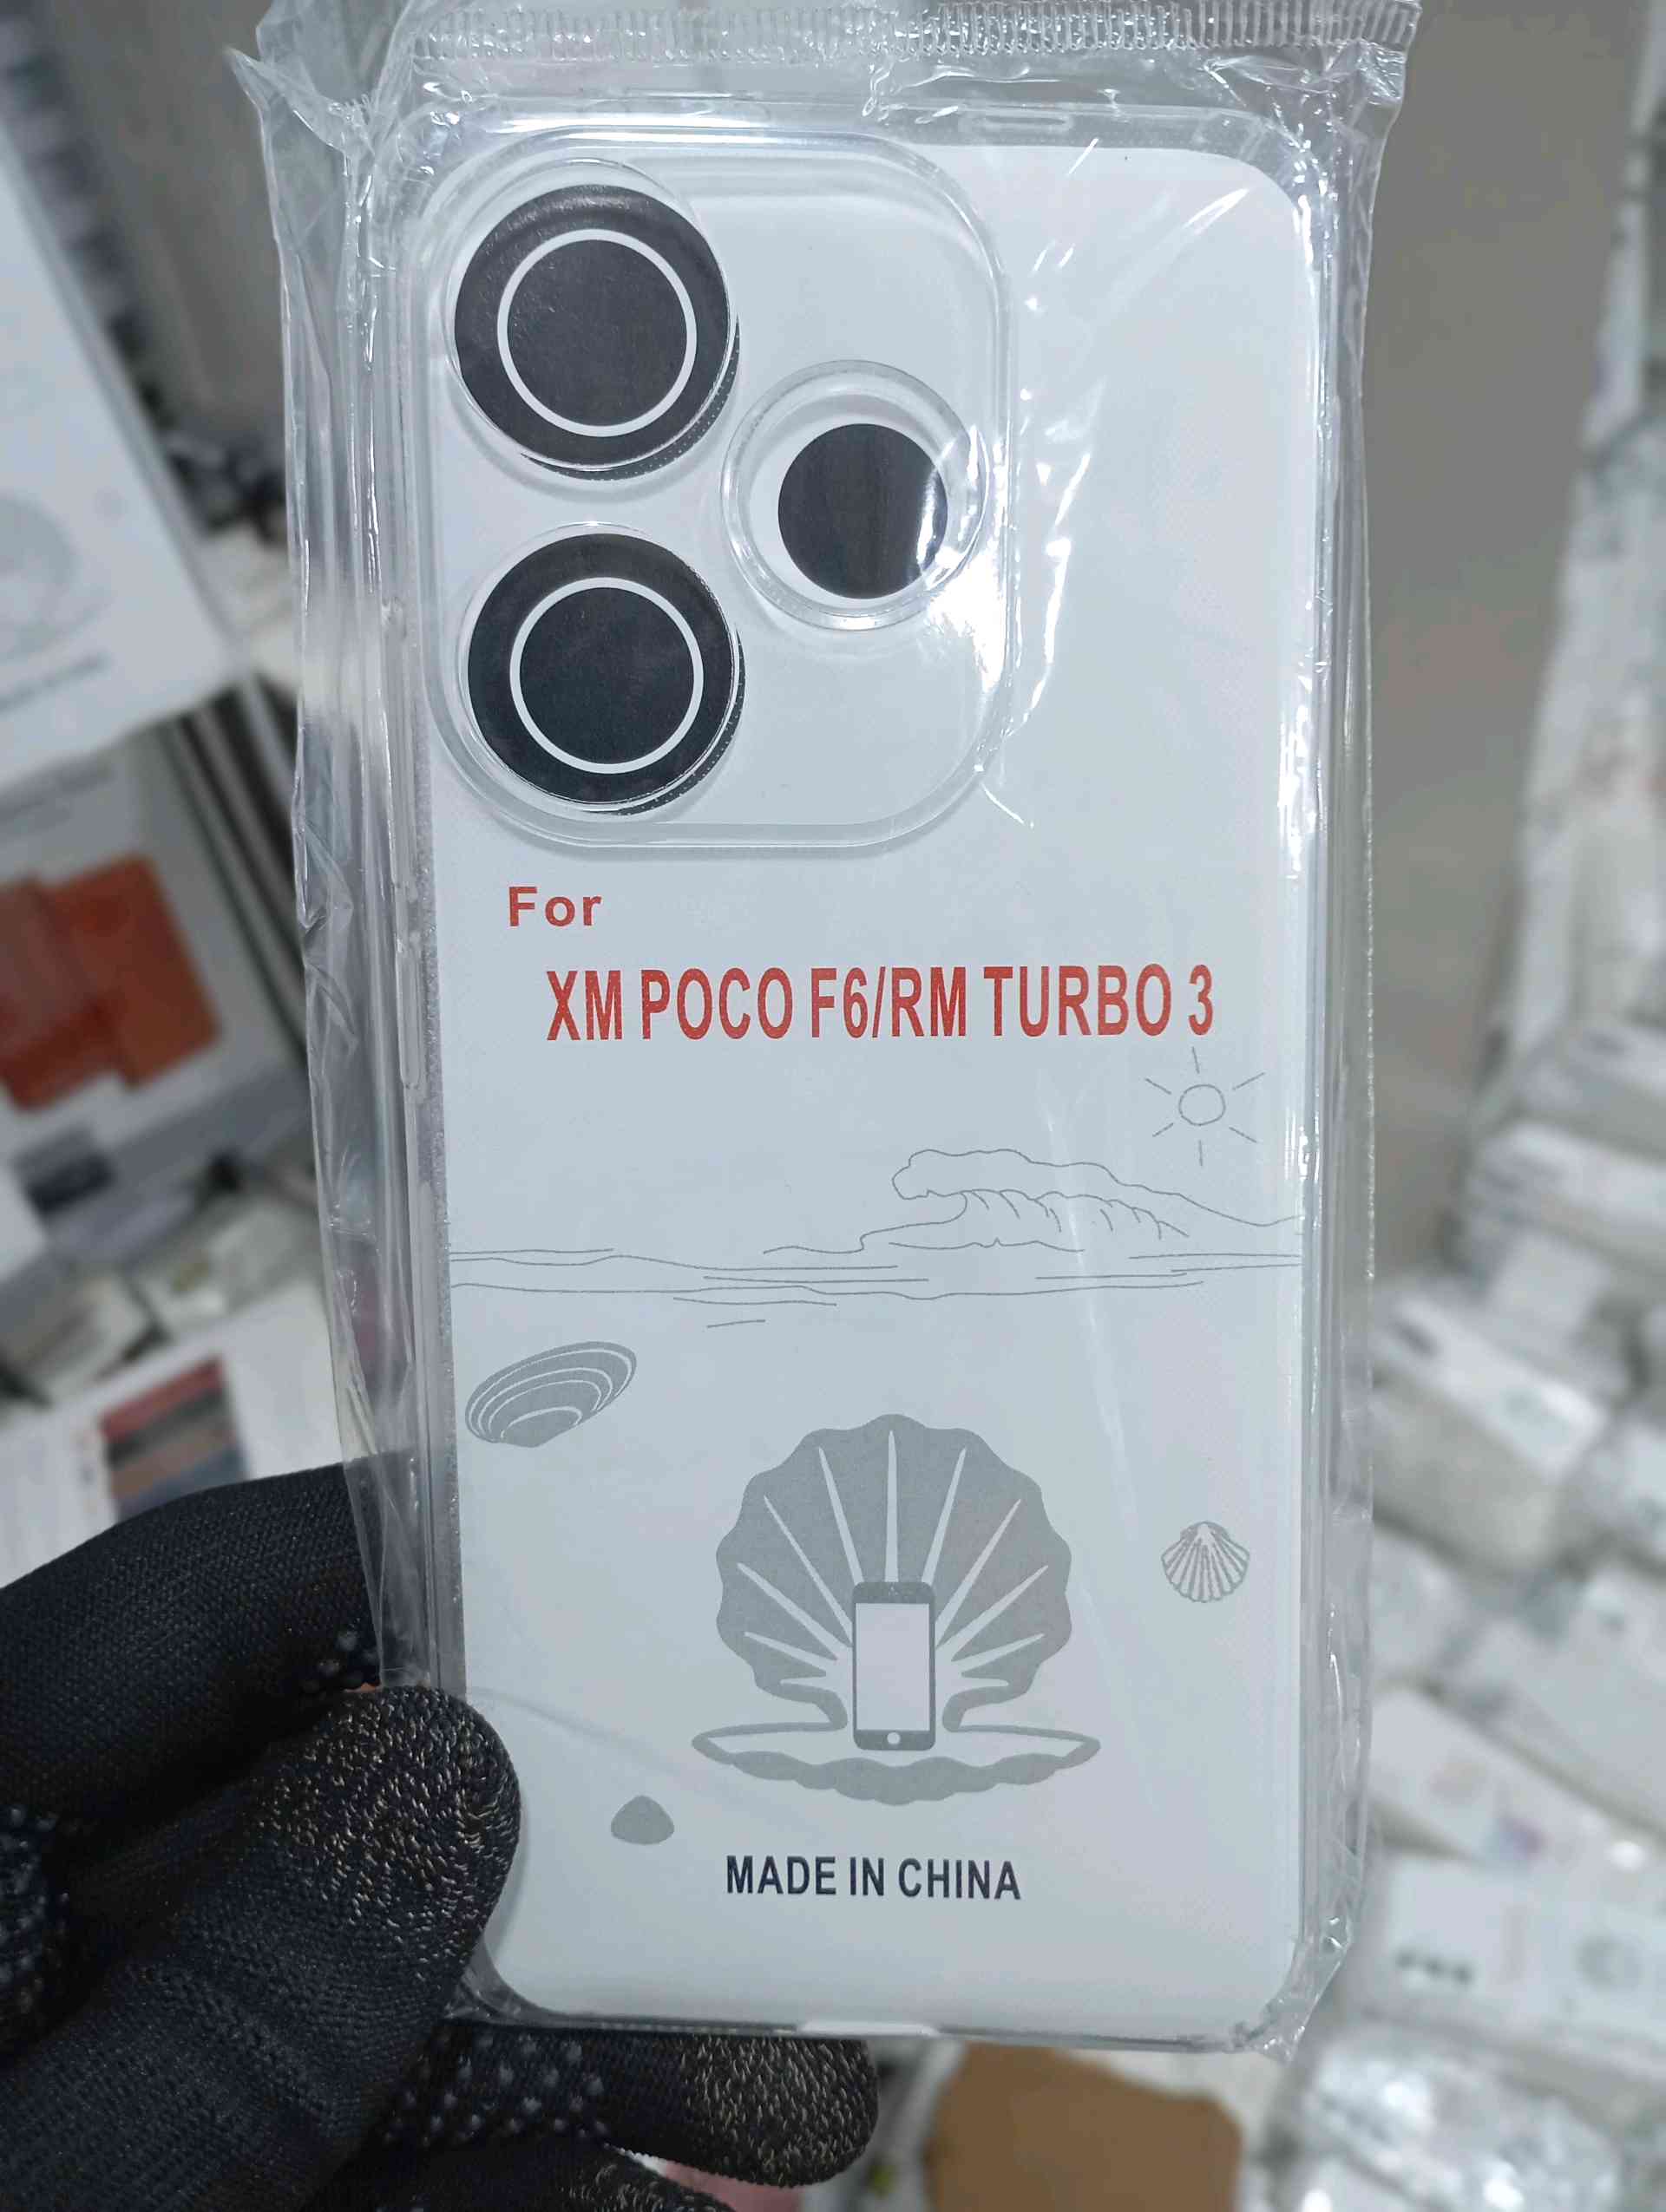 For
XM POCO F6/RM TURBO 3
MADE IN CHINA